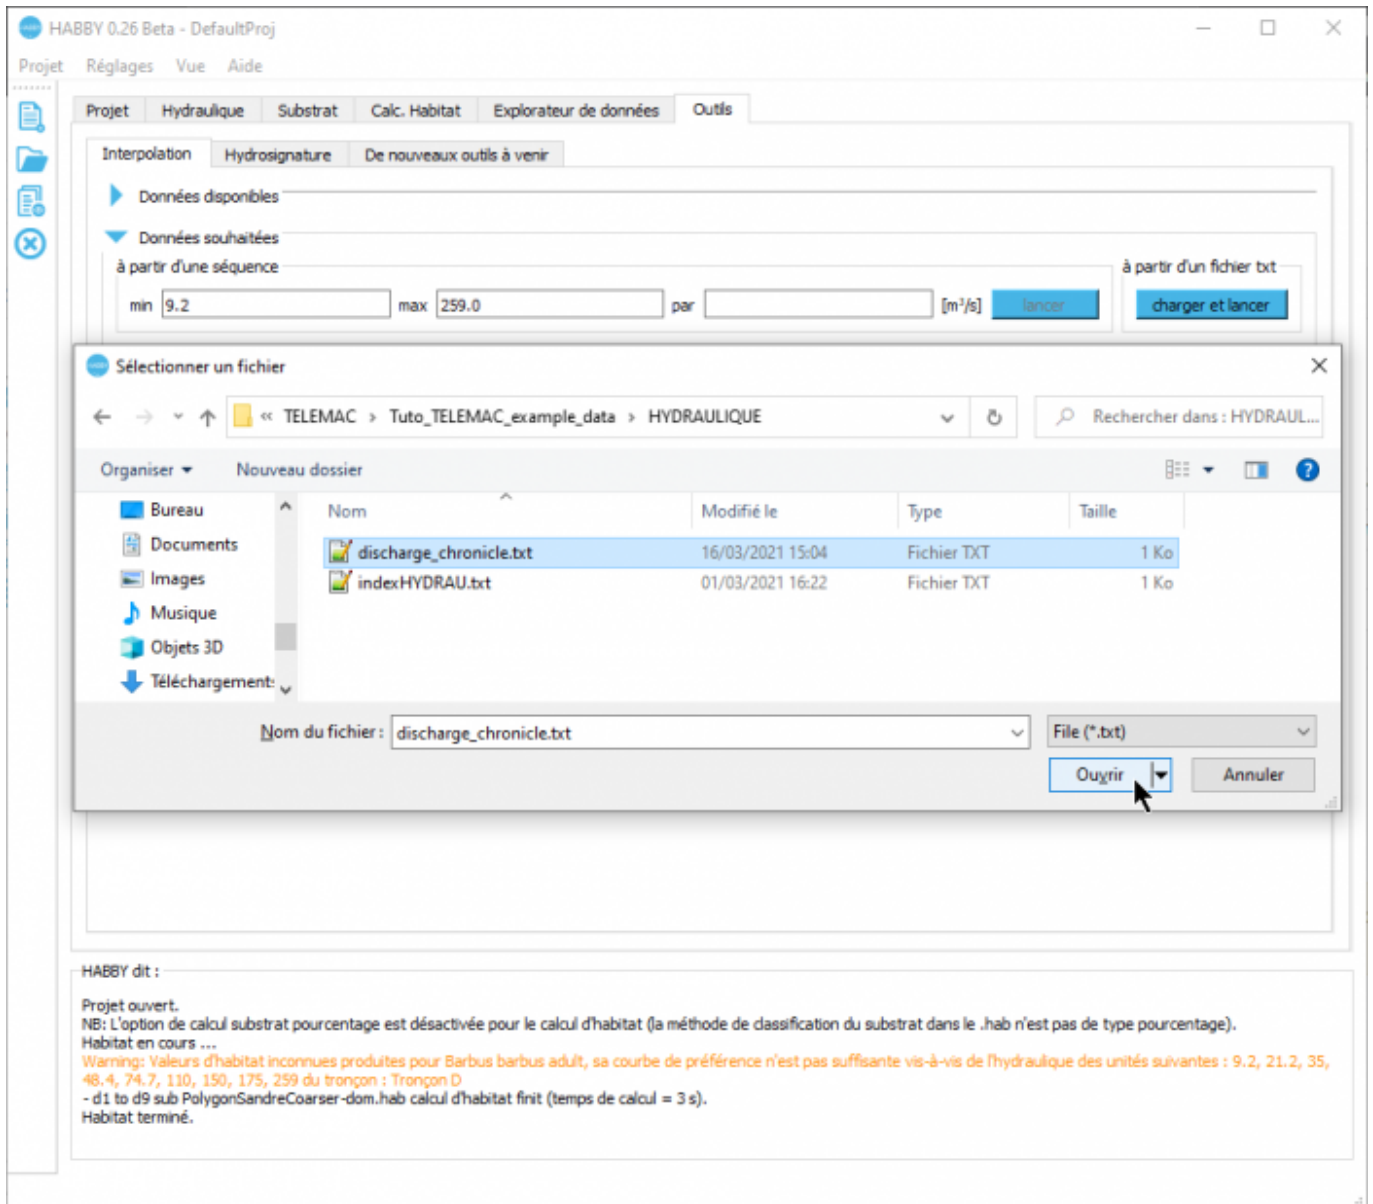 HABBY 0.26 Beta - DefaultProj
Projet Réglages Vue Aide
Projet Hydraulique Substrat Calc. Habitat Explorateur de données Outils
Interpolation Hydrosignature De nouveaux outils à venir
Données disponibles
Données souhaitées
à partir d'une séquence à partir d'un fichier txt
min 9.2 max 259.0 par [m³/s] lancer charger et lancer
Sélectionner un fichier
« TELEMAC > Tuto_TELEMAC_example_data > HYDRAULIQUE Rechercher dans : HYDRAUL...
Organiser Nouveau dossier
Nom Modifié le Type Taille
Bureau
Documents
Images
Musique
Objets 3D
Téléchargement:
discharge_chronicle.txt 16/03/2021 15:04 Fichier TXT 1 Ko
indexHYDRAU.txt 01/03/2021 16:22 Fichier TXT 1 Ko
Nom du fichier : discharge_chronicle.txt File (*.txt)
Ouvrir Annuler
HABBY dit :
Projet ouvert.
NB: L'option de calcul substrat pourcentage est désactivée pour le calcul d'habitat (la méthode de classification du substrat dans le .hab n'est pas de type pourcentage).
Habitat en cours ...
Warning: Valeurs d'habitat inconnues produites pour Barbus barbus adult, sa courbe de préférence n'est pas suffisante vis-à-vis de l'hydraulique des unités suivantes : 9.2, 21.2, 35,
48.4, 74.7, 110, 150, 175, 259 du tronçon : Tronçon D
- d1 to d9 sub PolygonSandreCoarser-dom.hab calcul d'habitat finit (temps de calcul = 3 s).
Habitat terminé.